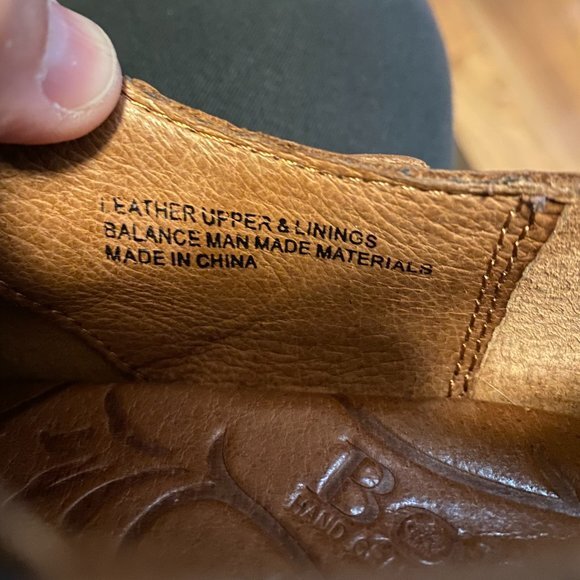 LEATHER UPPER & LININGS
BALANCE MAN MADE MATERIALS
MADE IN CHINA
B
HAND